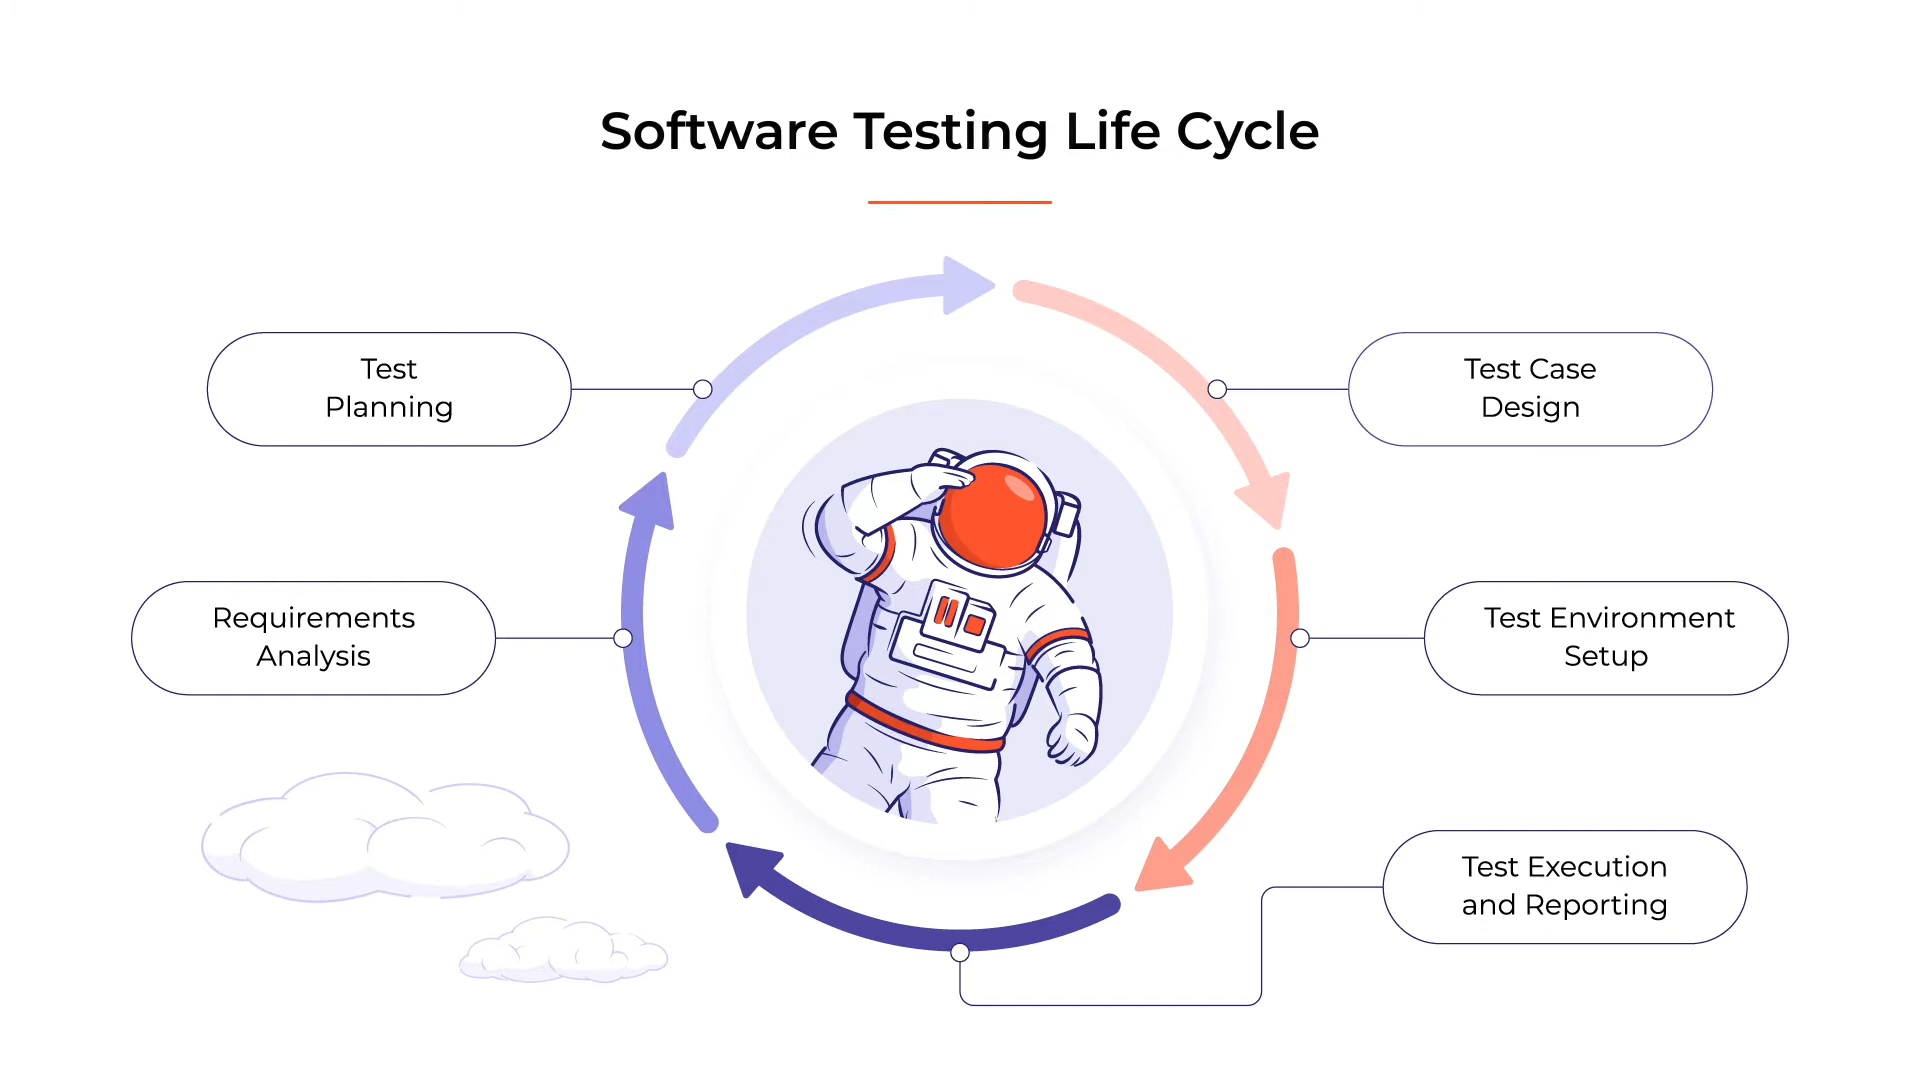 Software Testing Life Cycle
Test
Planning
Test Case
Design
Requirements
Analysis
Test Environment
Setup
Test Execution
and Reporting